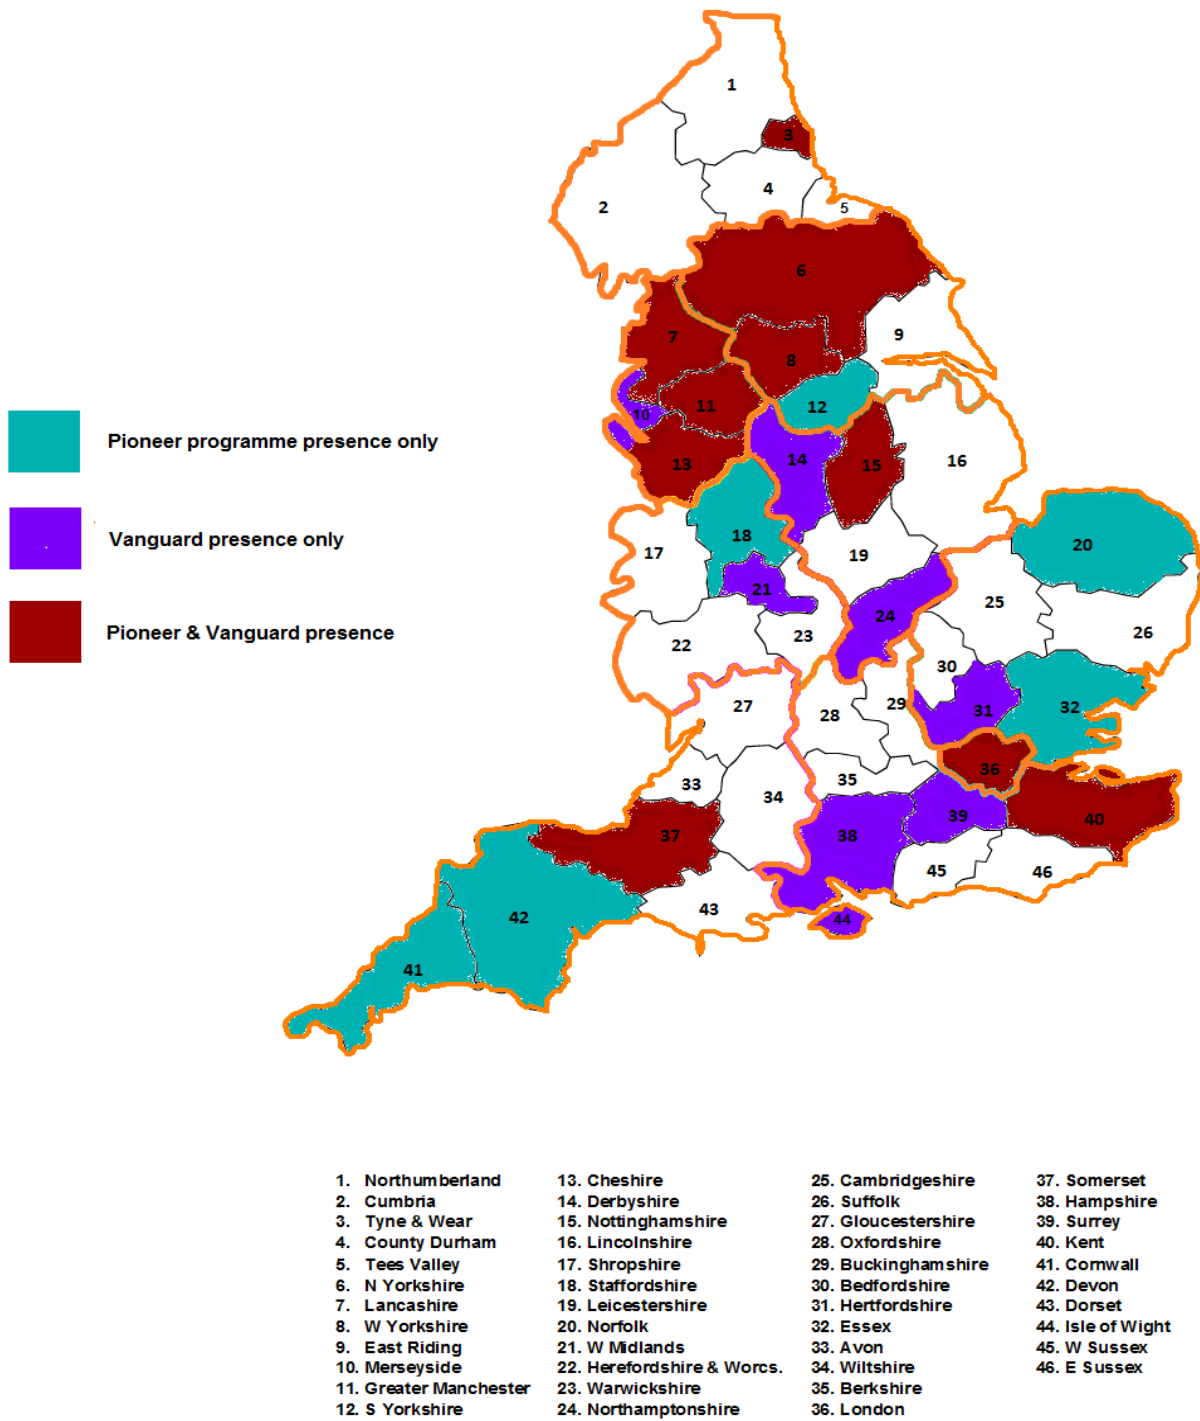 1
3
4
2
5
6
9
7
8
10
11
12
Pioneer programme presence only
13
14
15
16
Vanguard presence only
17
18
19
20
21
24
25
Pioneer & Vanguard presence
22
23
26
30
27
28
29
31
32
33
34
35
36
37
38
39
40
45
46
42
43
44
41
1. Northumberland
2. Cumbria
3. Tyne & Wear
4. County Durham
5. Tees Valley
6. N Yorkshire
7. Lancashire
8. W Yorkshire
9. East Riding
10. Merseyside
11. Greater Manchester
12. S Yorkshire
13. Cheshire
14. Derbyshire
15. Nottinghamshire
16. Lincolnshire
17. Shropshire
18. Staffordshire
19. Leicestershire
20. Norfolk
21. W Midlands
22. Herefordshire & Worcs.
23. Warwickshire
24. Northamptonshire
25. Cambridgeshire
26. Suffolk
27. Gloucestershire
28. Oxfordshire
29. Buckinghamshire
30. Bedfordshire
31. Hertfordshire
32. Essex
33. Avon
34. Wiltshire
35. Berkshire
36. London
37. Somerset
38. Hampshire
39. Surrey
40. Kent
41. Cornwall
42. Devon
43. Dorset
44. Isle of Wight
45. W Sussex
46. E Sussex